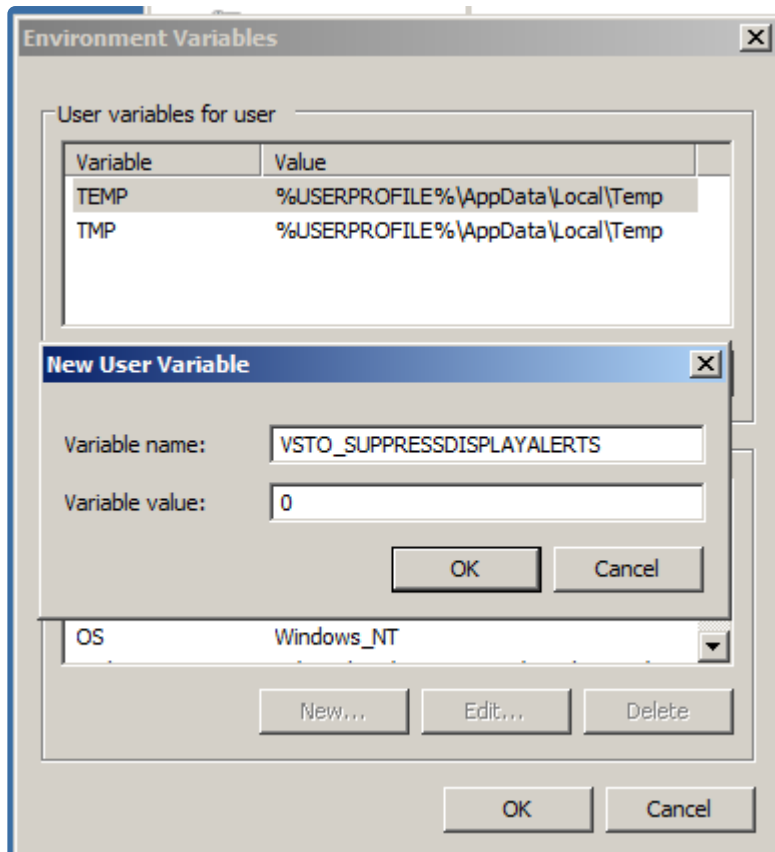 Environment Variables
User variables for user
Variable Value
TEMP %USERPROFILE%\AppData\Local\Temp
TMP %USERPROFILE%\AppData\Local\Temp
New User Variable
Variable name: VSTO_SUPPRESSDISPLAYALERTS
Variable value: 0
OK Cancel
OS Windows_NT
New... Edit... Delete
OK Cancel